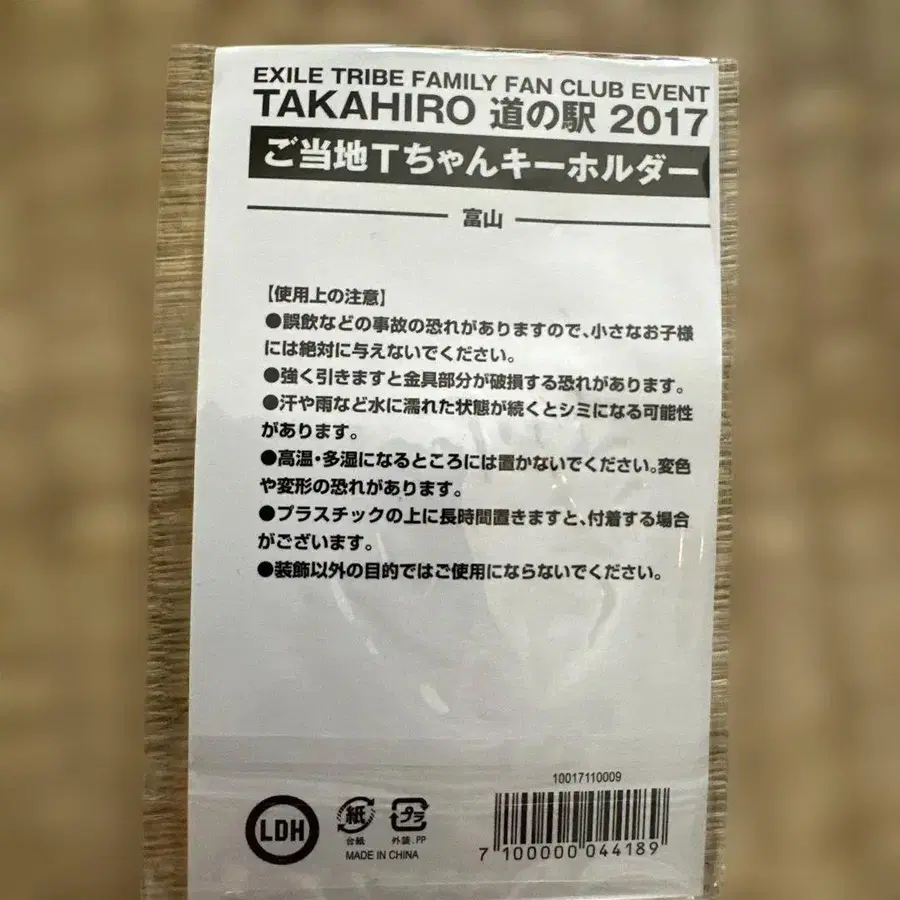 EXILE TRIBE FAMILY FAN CLUB EVENT
TAKAHIRO 道の駅 2017
ご当地Tちゃんキーホルダー
富山
【使用上の注意】
●誤飲などの事故の恐れがありますので、小さなお子様
には絶対に与えないでください。
●強く引きますと金具部分が破損する恐れがあります。
●汗や雨など水に濡れた状態が続くとシミになる可能性
があります。
●高温・多湿になるところには置かないでください。変色
や変形の恐れがあります。
●プラスチックの上に長時間置きますと、付着する場合
がございます。
●装飾以外の目的ではご使用にならないでください。
10017110009
LDH
紙
台紙
プラ
外装:PP
MADE IN CHINA
7 100000 044189